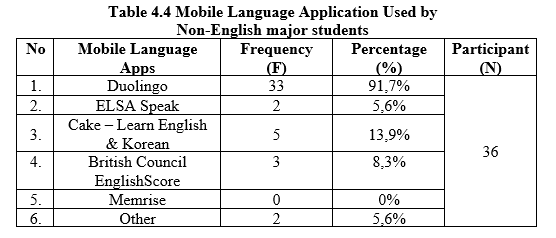 Table 4.4 Mobile Language Application Used by
Non-English major students
No Mobile Language Apps Frequency (F) Percentage (%) Participant (N)
1. Duolingo 33 91,7% 36
2. ELSA Speak 2 5,6%
3. Cake – Learn English & Korean 5 13,9%
4. British Council EnglishScore 3 8,3%
5. Memrise 0 0%
6. Other 2 5,6%